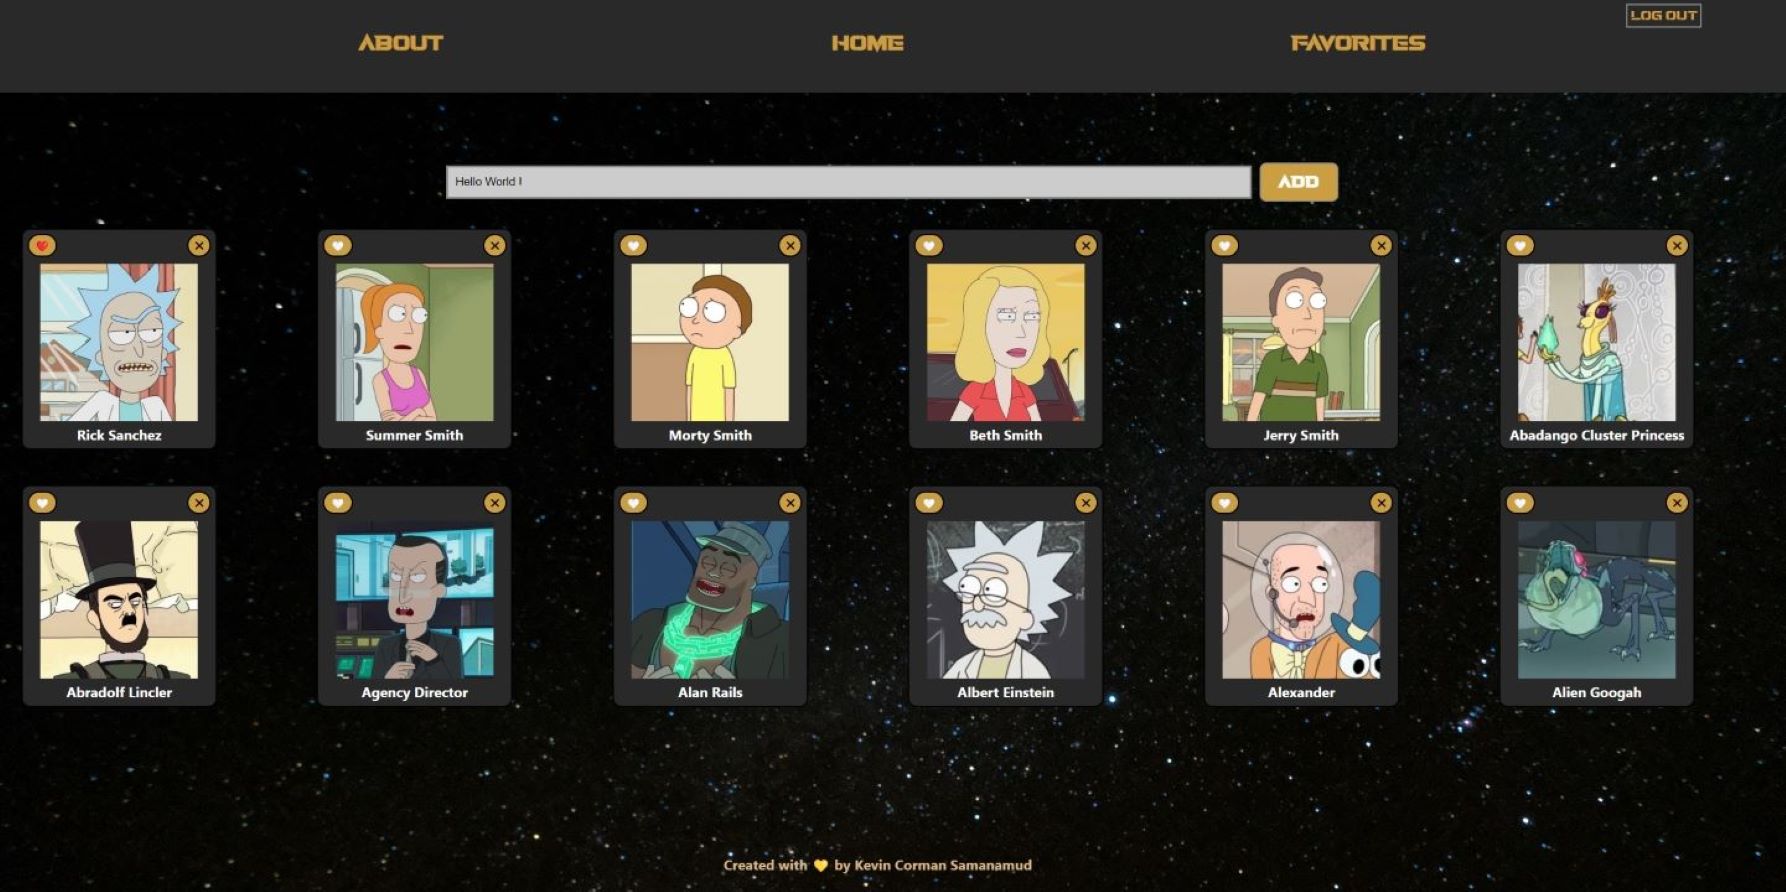 LOG OUT
ABOUT
HOME
FAVORITES
Hello World !
ADD
Rick Sanchez
Summer Smith
Morty Smith
Beth Smith
Jerry Smith
Abadango Cluster Princess
Abradolf Lincler
Agency Director
Alan Rails
Albert Einstein
Alexander
Alien Googah
Created with 💛 by Kevin Corman Samanamud